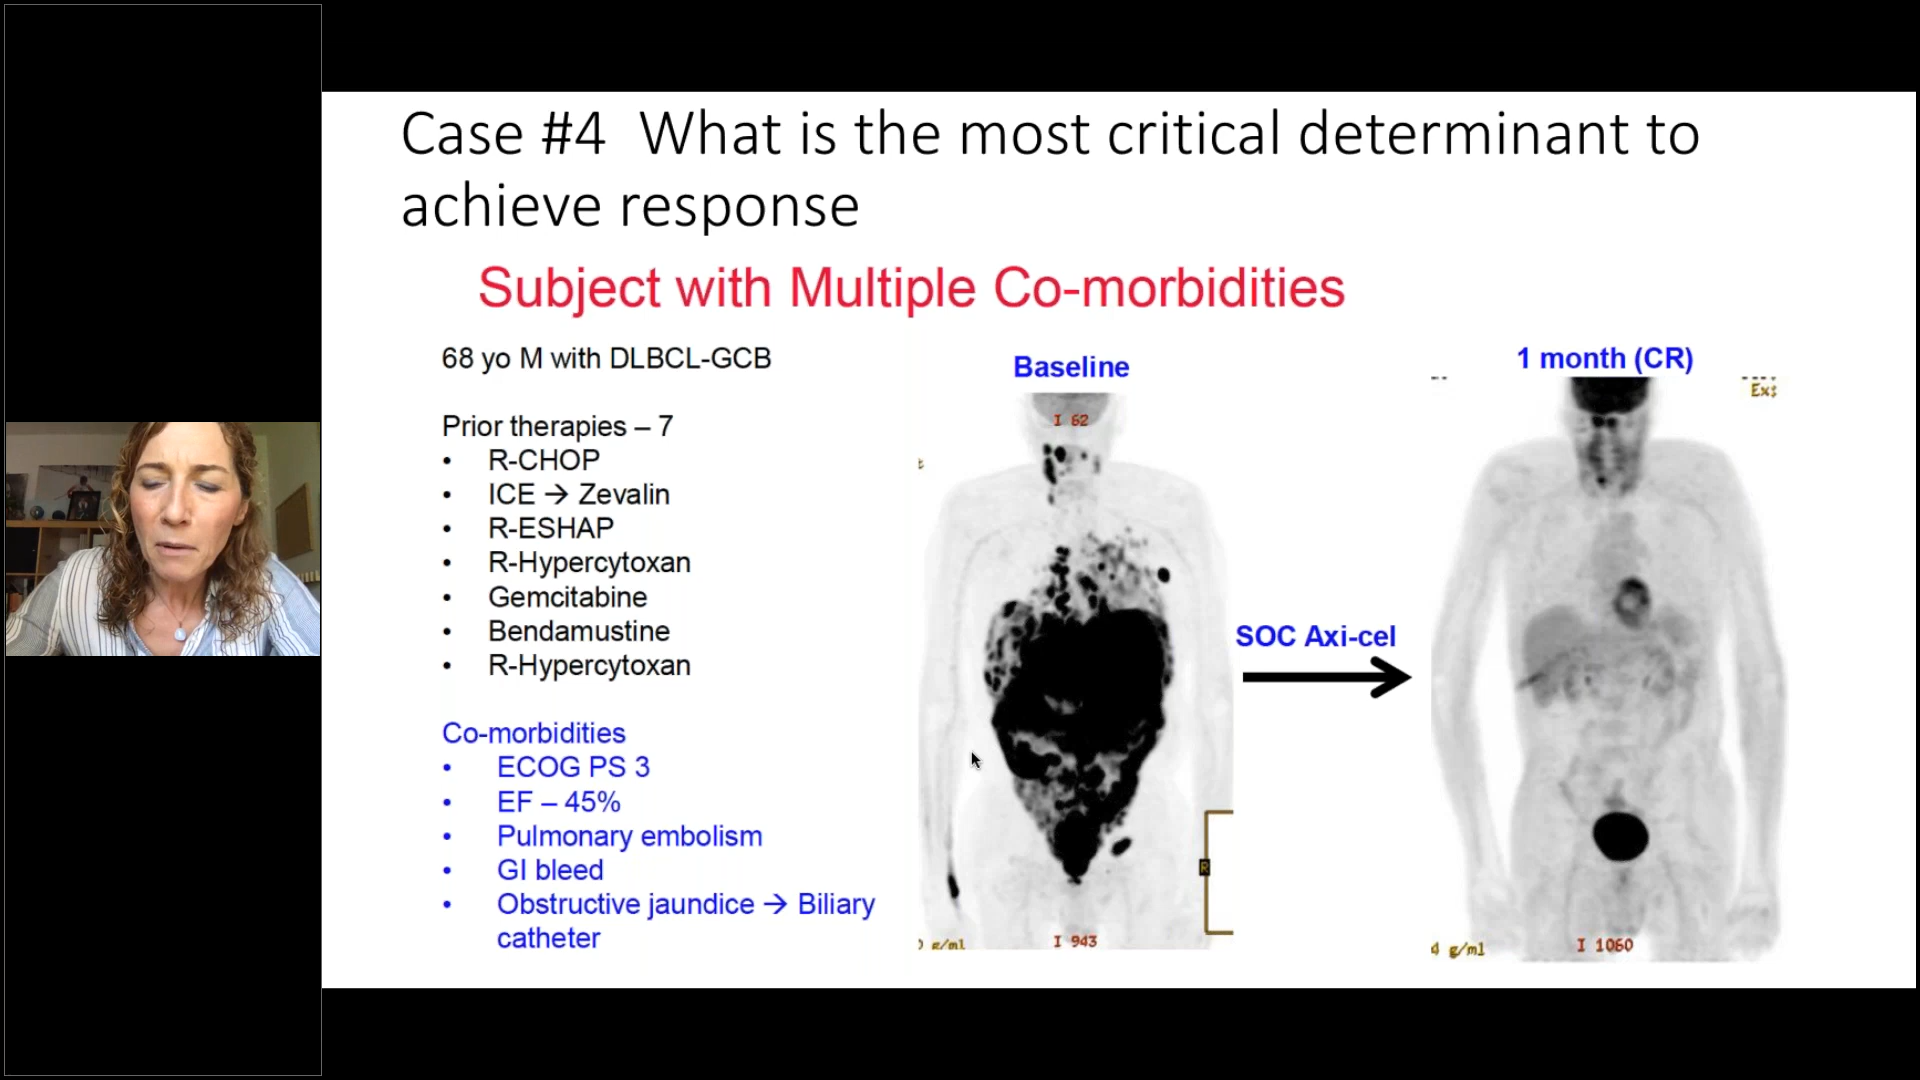 Case #4 What is the most critical determinant to
achieve response
Subject with Multiple Co-morbidities
68 yo M with DLBCL-GCB
Prior therapies – 7
• R-CHOP
• ICE → Zevalin
• R-ESHAP
• R-Hypercytoxan
• Gemcitabine
• Bendamustine
• R-Hypercytoxan
Co-morbidities
• ECOG PS 3
• EF – 45%
• Pulmonary embolism
• GI bleed
• Obstructive jaundice → Biliary
catheter
Baseline
I 62
R
g/ml
I 943
SOC Axi-cel
1 month (CR)
Ex:
4 g/ml
I 1060